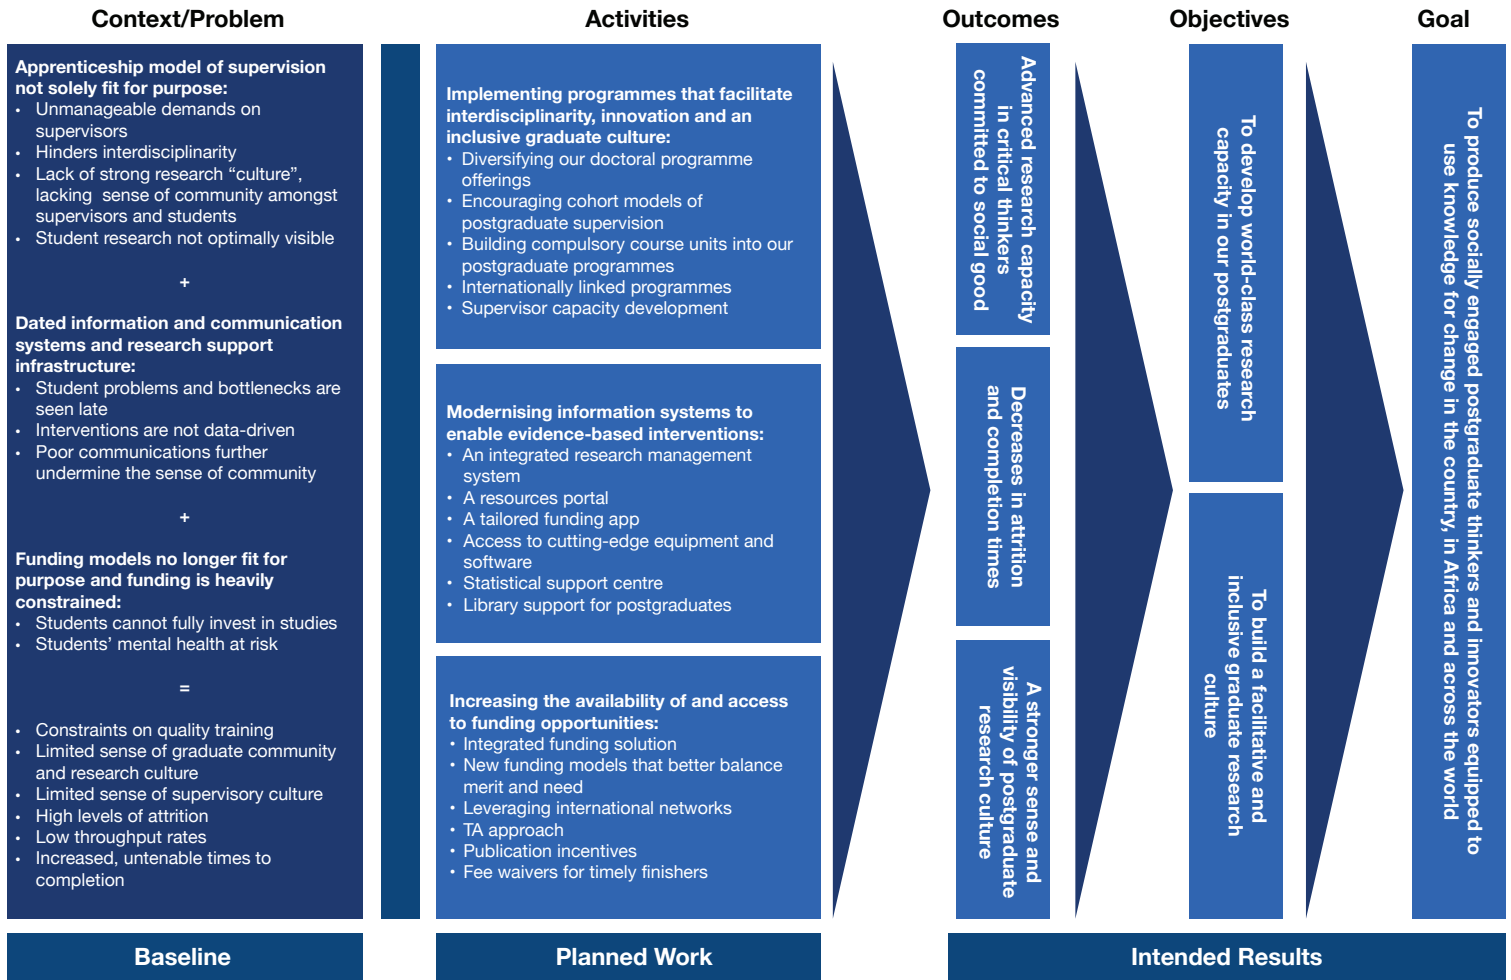 Context/Problem
Activities
Outcomes
Objectives
Goal
Apprenticeship model of supervision
not solely fit for purpose:
• Unmanageable demands on
supervisors
• Hinders interdisciplinarity
• Lack of strong research “culture”,
lacking sense of community amongst
supervisors and students
• Student research not optimally visible
+
Dated information and communication
systems and research support
infrastructure:
• Student problems and bottlenecks are
seen late
• Interventions are not data-driven
• Poor communications further
undermine the sense of community
+
Funding models no longer fit for
purpose and funding is heavily
constrained:
• Students cannot fully invest in studies
• Students’ mental health at risk
=
• Constraints on quality training
• Limited sense of graduate community
and research culture
• Limited sense of supervisory culture
• High levels of attrition
• Low throughput rates
• Increased, untenable times to
completion
Implementing programmes that facilitate
interdisciplinarity, innovation and an
inclusive graduate culture:
• Diversifying our doctoral programme
offerings
• Encouraging cohort models of
postgraduate supervision
• Building compulsory course units into our
postgraduate programmes
• Internationally linked programmes
• Supervisor capacity development
Modernising information systems to
enable evidence-based interventions:
• An integrated research management
system
• A resources portal
• A tailored funding app
• Access to cutting-edge equipment and
software
• Statistical support centre
• Library support for postgraduates
Increasing the availability of and access
to funding opportunities:
• Integrated funding solution
• New funding models that better balance
merit and need
• Leveraging international networks
• TA approach
• Publication incentives
• Fee waivers for timely finishers
Advanced research capacity
in critical thinkers
committed to social good
Decreases in attrition
and completion times
A stronger sense and
visibility of postgraduate
research culture
To develop world-class research
capacity in our postgraduates
To build a facilitative and
inclusive graduate research
culture
To produce socially engaged postgraduate thinkers and innovators equipped to
use knowledge for change in the country, in Africa and across the world
Baseline
Planned Work
Intended Results